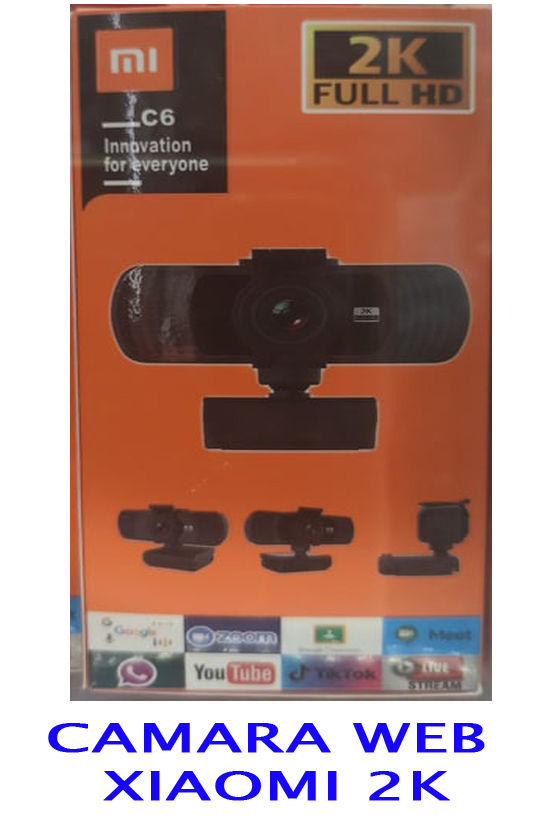 mi
2K
FULL HD
C6
Innovation
for everyone
2K
Google
zoom
Meet
YouTube
TikTok
LIVE
STREAM
CAMARA WEB
XIAOMI 2K